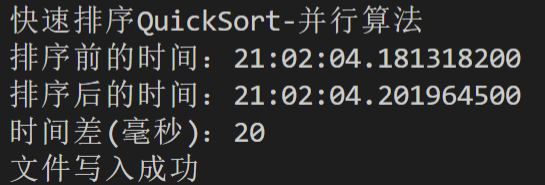 快速排序QuickSort-并行算法
排序前的时间：21:02:04.181318200
排序后的时间：21:02:04.201964500
时间差(毫秒)：20
文件写入成功